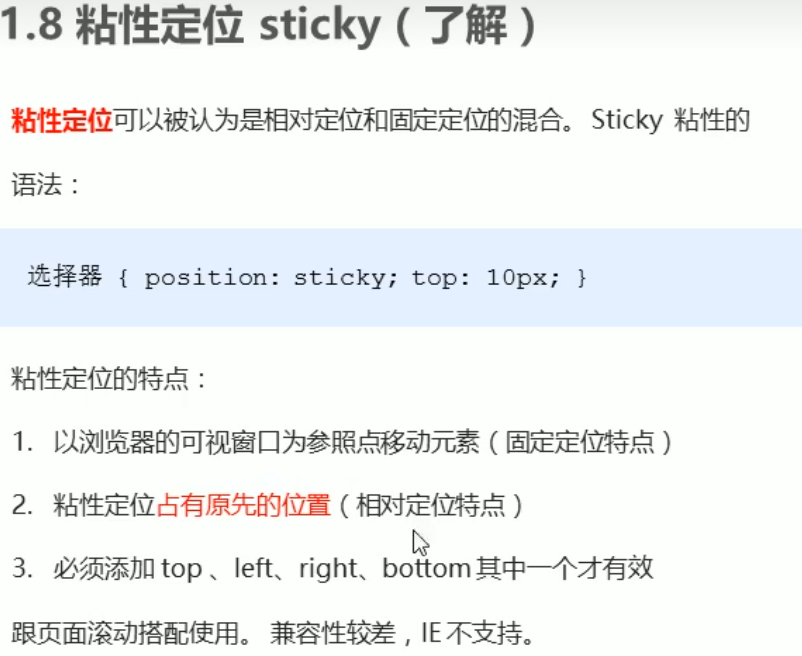 1.8 粘性定位 sticky（了解）
粘性定位可以被认为是相对定位和固定定位的混合。 Sticky 粘性的
语法：
选择器 { position: sticky; top: 10px; }
粘性定位的特点：
1. 以浏览器的可视窗口为参照点移动元素（固定定位特点）
2. 粘性定位占有原先的位置（相对定位特点）
3. 必须添加 top 、left、right、bottom 其中一个才有效
跟页面滚动搭配使用。 兼容性较差，IE 不支持。